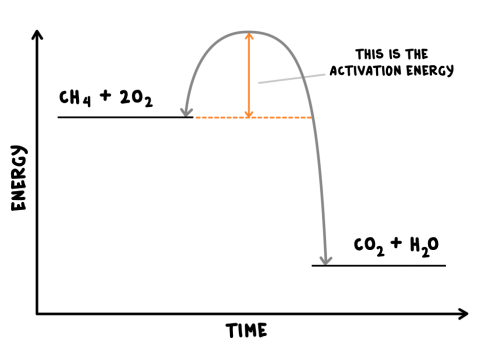 THIS IS THE
ACTIVATION ENERGY
CH₄ + 2O₂
ENERGY
CO₂ + H₂O
TIME